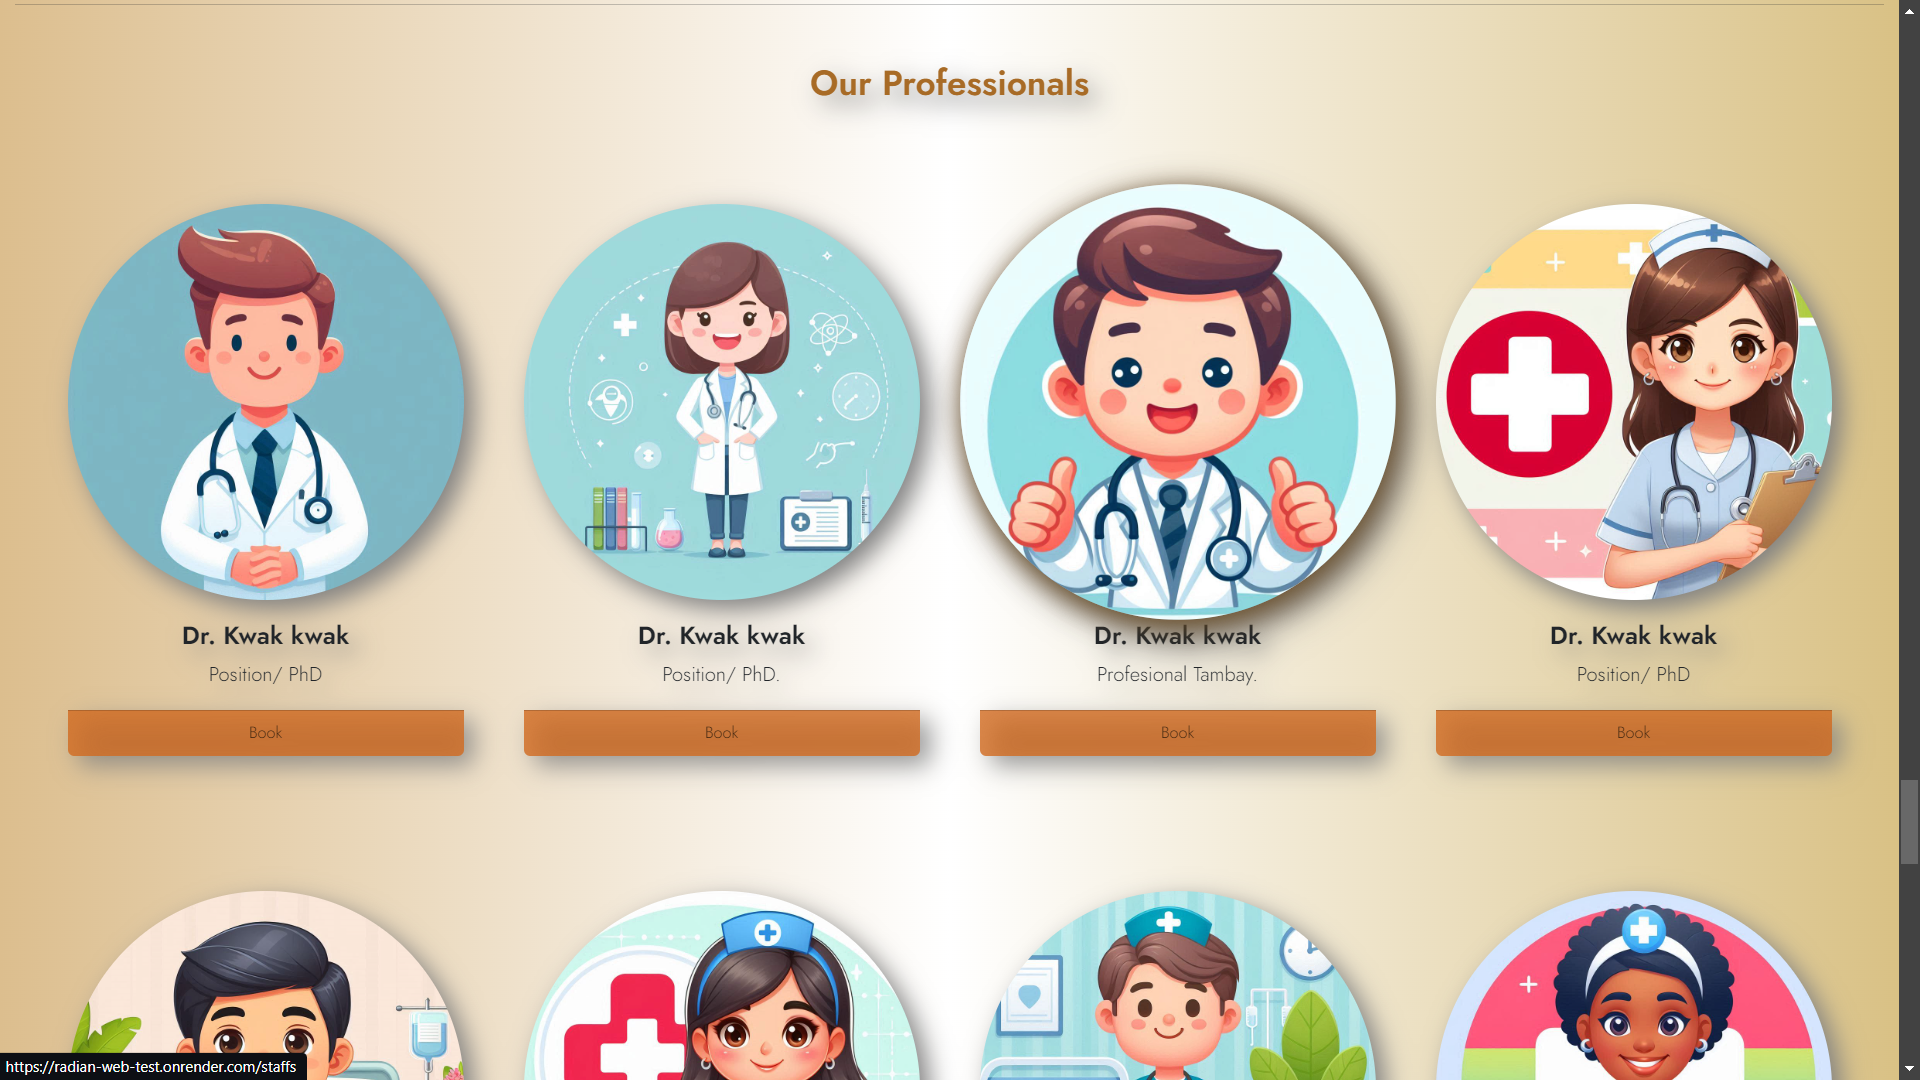 Our Professionals
Dr. Kwak kwak
Position/ PhD
Book
Dr. Kwak kwak
Position/ PhD.
Book
Dr. Kwak kwak
Profesional Tambay.
Book
Dr. Kwak kwak
Position/ PhD
Book
https://radian-web-test.onrender.com/staffs